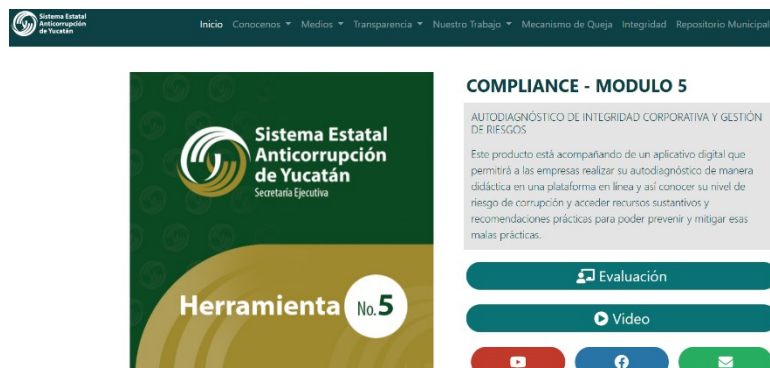 Sistema Estatal
Anticorrupción
de Yucatán
Inicio Conocenos Medios Transparencia Nuestro Trabajo Mecanismo de Queja Integridad Repositorio Municipal
Sistema Estatal
Anticorrupción
de Yucatán
Secretaría Ejecutiva
Herramienta No. 5
COMPLIANCE - MODULO 5
AUTODIAGNÓSTICO DE INTEGRIDAD CORPORATIVA Y GESTIÓN
DE RIESGOS
Este producto está acompañando de un aplicativo digital que
permitirá a las empresas realizar su autodiagnóstico de manera
didáctica en una plataforma en línea y así conocer su nivel de
riesgo de corrupción y acceder recursos sustantivos y
recomendaciones prácticas para poder prevenir y mitigar esas
malas prácticas.
Evaluación
Video